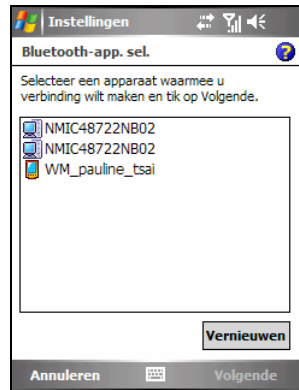 Instellingen
Bluetooth-app. sel.
Selecteer een apparaat waarmee u
verbinding wilt maken en tik op Volgende.
NMIC48722NB02
NMIC48722NB02
WM_pauline_tsai
Vernieuwen
Annuleren Volgende